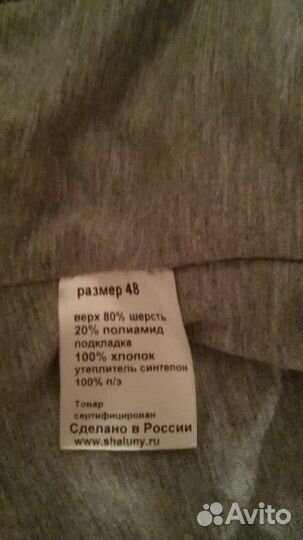 размер 48
верх 80% шерсть
20% полиамид
подкладка
100% хлопок
утеплитель синтепон
100% п/э
Товар
сертифицирован
Сделано в России
www.shaluny.ru
Avito